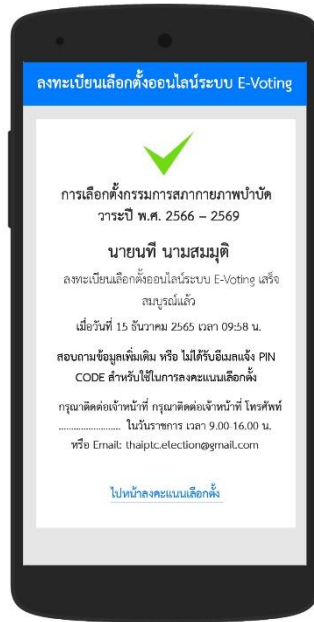 ลงทะเบียนเลือกตั้งออนไลน์ระบบ E-Voting
การเลือกตั้งกรรมการสภากายภาพบำบัด
วาระปี พ.ศ. 2566 – 2569
นายนที นามสมมุติ
ลงทะเบียนเลือกตั้งออนไลน์ระบบ E-Voting เสร็จ
สมบูรณ์แล้ว
เมื่อวันที่ 15 ธันวาคม 2565 เวลา 09:58 น.
สอบถามข้อมูลเพิ่มเติม หรือ ไม่ได้รับอีเมลแจ้ง PIN
CODE สำหรับใช้ในการลงคะแนนเลือกตั้ง
กรุณาติดต่อเจ้าหน้าที่ กรุณาติดต่อเจ้าหน้าที่ โทรศัพท์
........................ ในวันราชการ เวลา 9.00-16.00 น.
หรือ Email: thaiptc.election@gmail.com
ไปหน้าลงคะแนนเลือกตั้ง